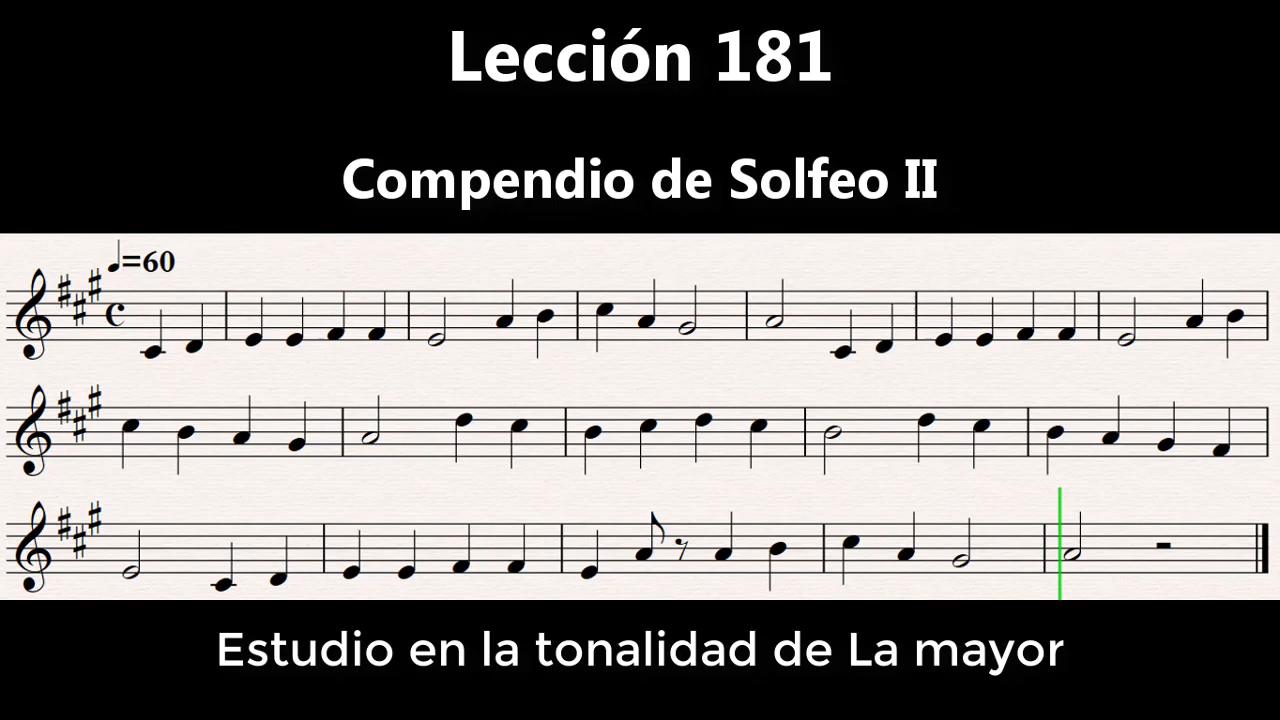 Lección 181
Compendio de Solfeo II
♩=60
Estudio en la tonalidad de La mayor